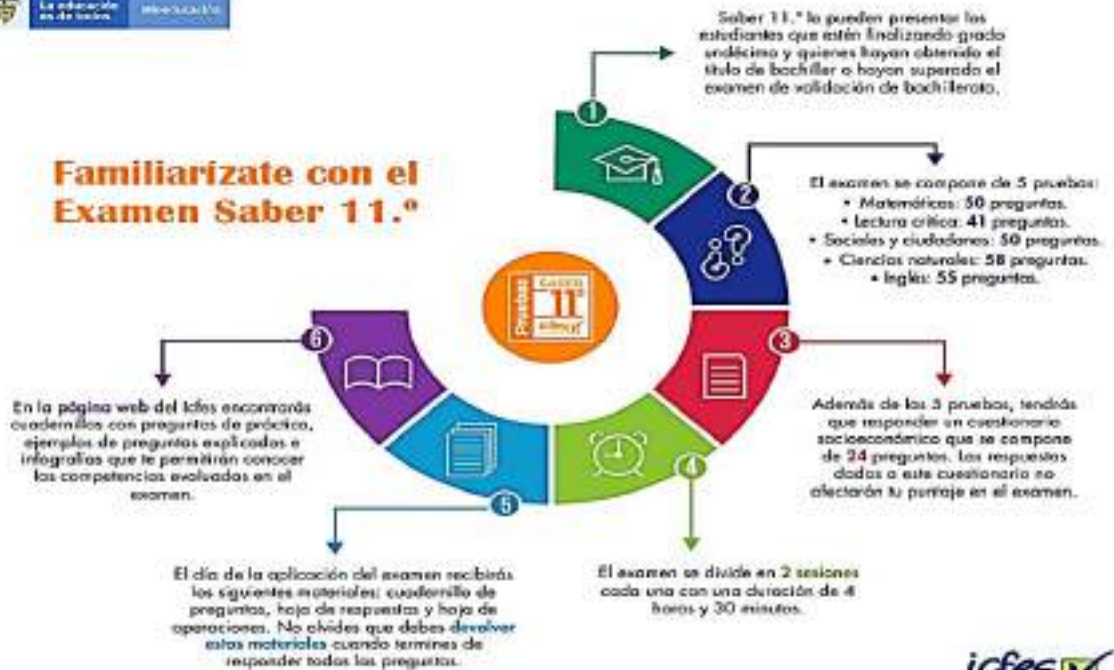 La educación
es de todos
Mineducación
Familiarízate con el
Examen Saber 11.º
1
Saber 11.º lo pueden presentar los
estudiantes que estén finalizando grado
undécimo y quienes hayan obtenido el
título de bachiller o hayan superado el
examen de validación de bachillerato.
2
El examen se compone de 5 pruebas:
• Matemáticas: 50 preguntas.
• Lectura crítica: 41 preguntas.
• Sociales y ciudadanas: 50 preguntas.
• Ciencias naturales: 58 preguntas.
• Inglés: 55 preguntas.
¿?
3
Además de las 5 pruebas, tendrás
que responder un cuestionario
socioeconómico que se compone
de 24 preguntas. Las respuestas
dadas a este cuestionario no
afectarán tu puntaje en el examen.
4
El examen se divide en 2 sesiones
cada una con una duración de 4
horas y 30 minutos.
5
El día de la aplicación del examen recibirás
los siguientes materiales: cuadernillo de
preguntas, hoja de respuestas y hoja de
operaciones. No olvides que debes devolver
estos materiales cuando termines de
responder todas las preguntas.
6
En la página web del Icfes encontrarás
cuadernillos con preguntas de práctica,
ejemplos de preguntas explicadas e
infografías que te permitirán conocer
las competencias evaluadas en el
examen.
Pruebas
11°
icfes